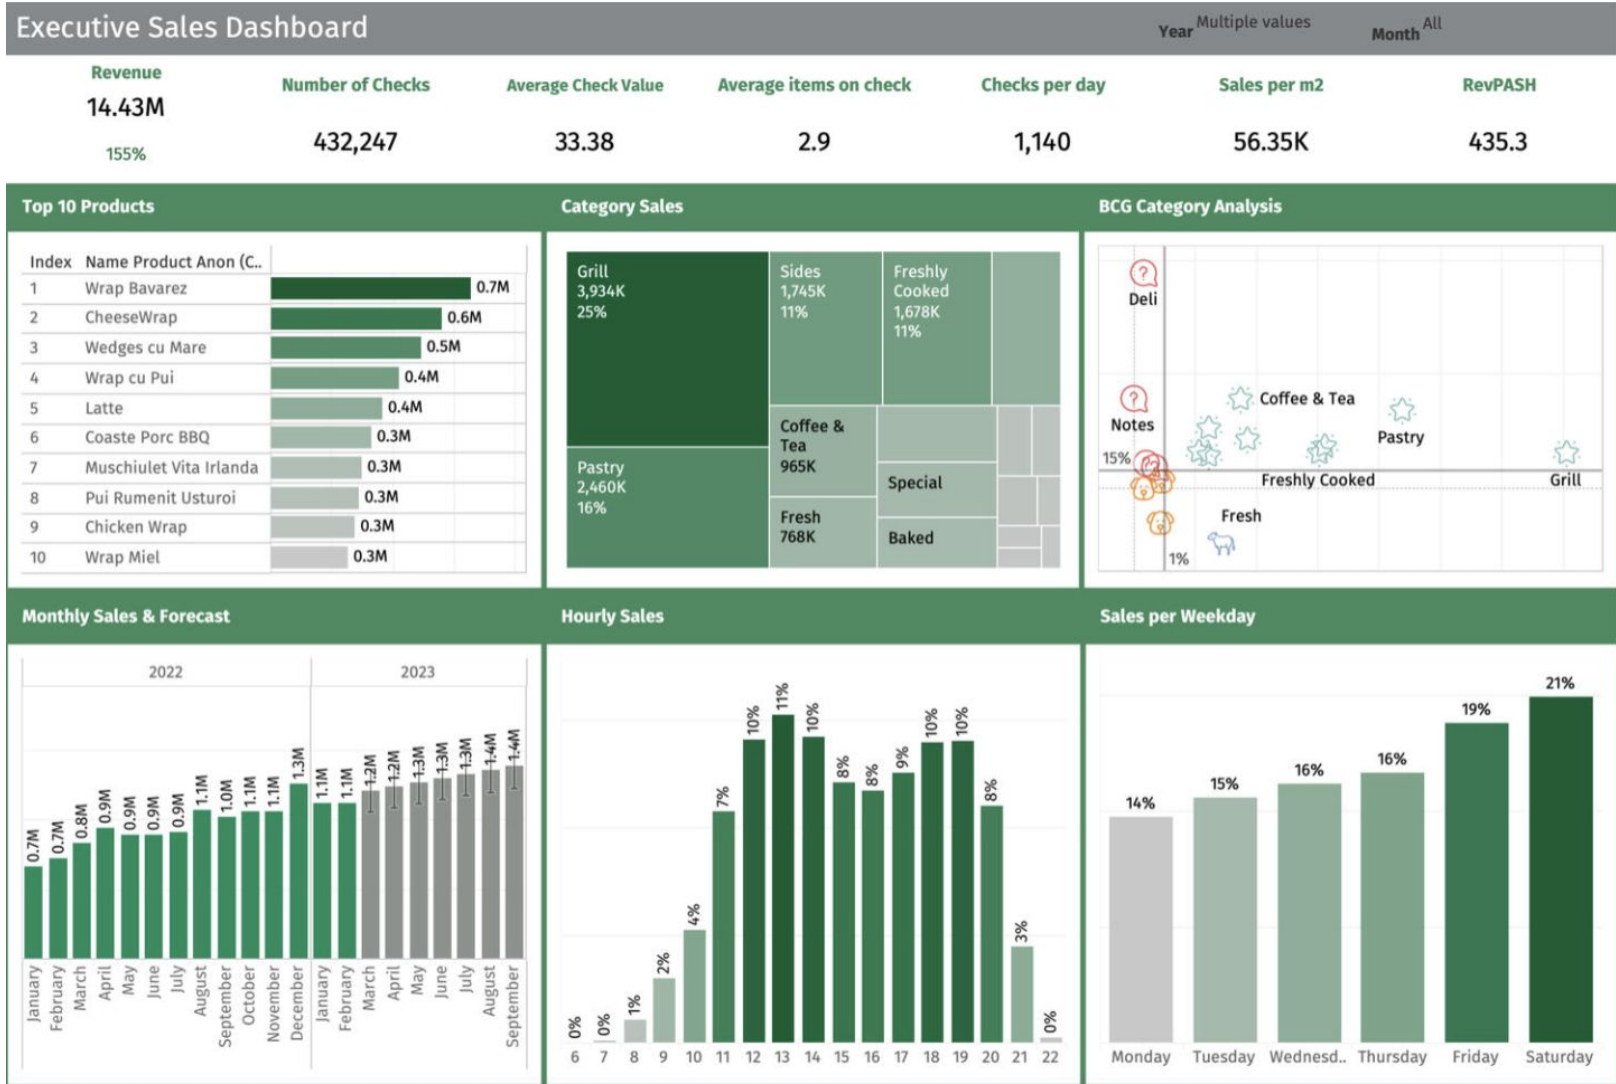 Executive Sales Dashboard
Year Multiple values
Month All
Revenue
14.43M
155%
Number of Checks
432,247
Average Check Value
33.38
Average items on check
2.9
Checks per day
1,140
Sales per m2
56.35K
RevPASH
435.3
Top 10 Products
Index Name Product Anon (C..
1 Wrap Bavarez 0.7M
2 CheeseWrap 0.6M
3 Wedges cu Mare 0.5M
4 Wrap cu Pui 0.4M
5 Latte 0.4M
6 Coaste Porc BBQ 0.3M
7 Muschiulet Vita Irlanda 0.3M
8 Pui Rumenit Usturoi 0.3M
9 Chicken Wrap 0.3M
10 Wrap Miel 0.3M
Category Sales
Grill
3,934K
25%
Pastry
2,460K
16%
Sides
1,745K
11%
Freshly
Cooked
1,678K
11%
Coffee &
Tea
965K
Fresh
768K
Special
Baked
BCG Category Analysis
?
Deli
?
Notes
Coffee & Tea
Pastry
15%
Freshly Cooked
Grill
Fresh
1%
Monthly Sales & Forecast
2022
2023
0.7M
0.7M
0.8M
0.9M
0.9M
0.9M
0.9M
1.1M
1.0M
1.1M
1.1M
1.3M
1.1M
1.1M
1.2M
1.2M
1.3M
1.3M
1.3M
1.4M
1.4M
January
February
March
April
May
June
July
August
September
October
November
December
January
February
March
April
May
June
July
August
September
Hourly Sales
0%
0%
1%
2%
4%
7%
10%
11%
10%
8%
8%
9%
10%
10%
8%
3%
0%
6 7 8 9 10 11 12 13 14 15 16 17 18 19 20 21 22
Sales per Weekday
14%
15%
16%
16%
19%
21%
Monday Tuesday Wednesd.. Thursday Friday Saturday